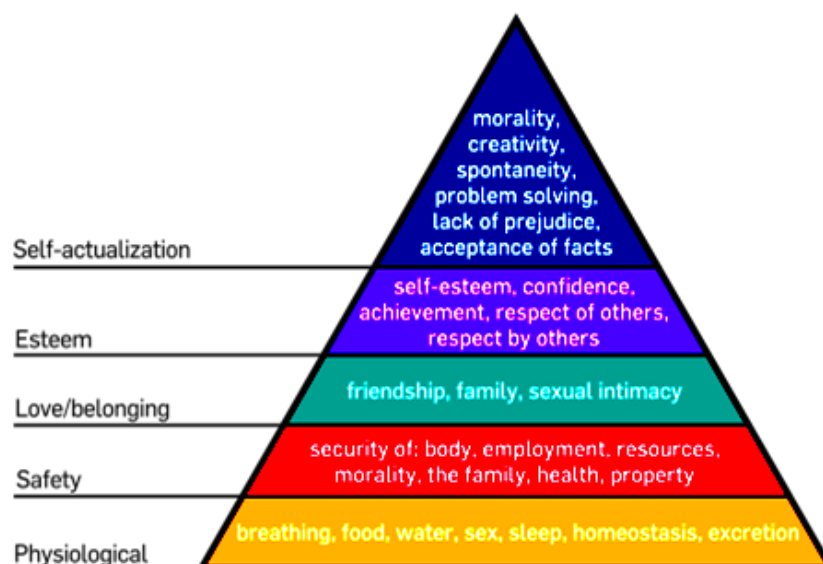 morality,
creativity,
spontaneity,
problem solving,
lack of prejudice,
acceptance of facts
Self-actualization
self-esteem, confidence,
achievement, respect of others,
respect by others
Esteem
friendship, family, sexual intimacy
Love/belonging
security of: body, employment, resources,
morality, the family, health, property
Safety
breathing, food, water, sex, sleep, homeostasis, excretion
Physiological